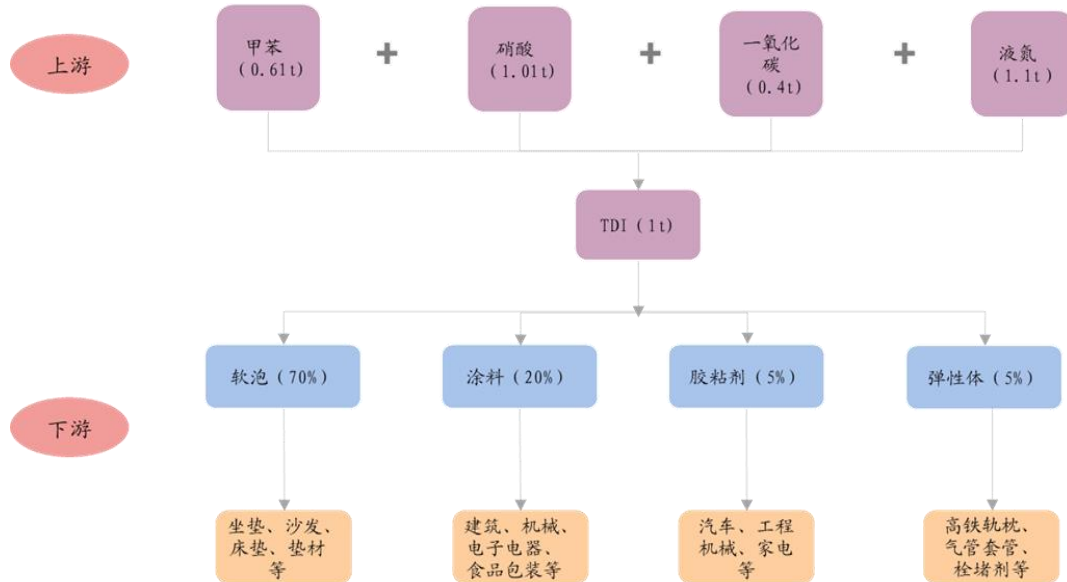 上游
甲苯
(0.61t)
硝酸
(1.01t)
一氧化
碳
(0.4t)
液氮
(1.1t)
TDI(1t)
软泡(70%)
涂料(20%)
胶粘剂(5%)
弹性体(5%)
下游
坐垫、沙发、
床垫、垫材
等
建筑、机械、
电子电器、
食品包装等
汽车、工程
机械、家电
等
高铁轨枕、
气管套管、
栓堵剂等